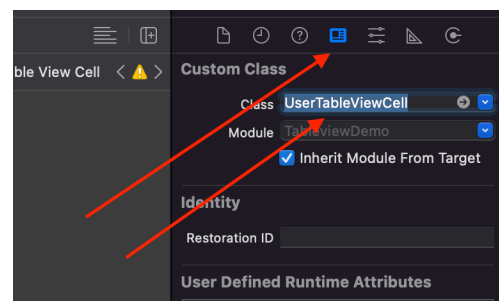 ble View Cell
Custom Class
Class UserTableViewCell
Module TableviewDemo
Inherit Module From Target
Identity
Restoration ID
User Defined Runtime Attributes